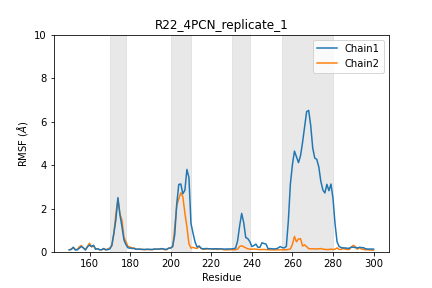 R22_4PCN_replicate_1
10
8
6
4
2
0
RMSF (Å)
160 180 200 220 240 260 280 300
Residue
Chain1
Chain2